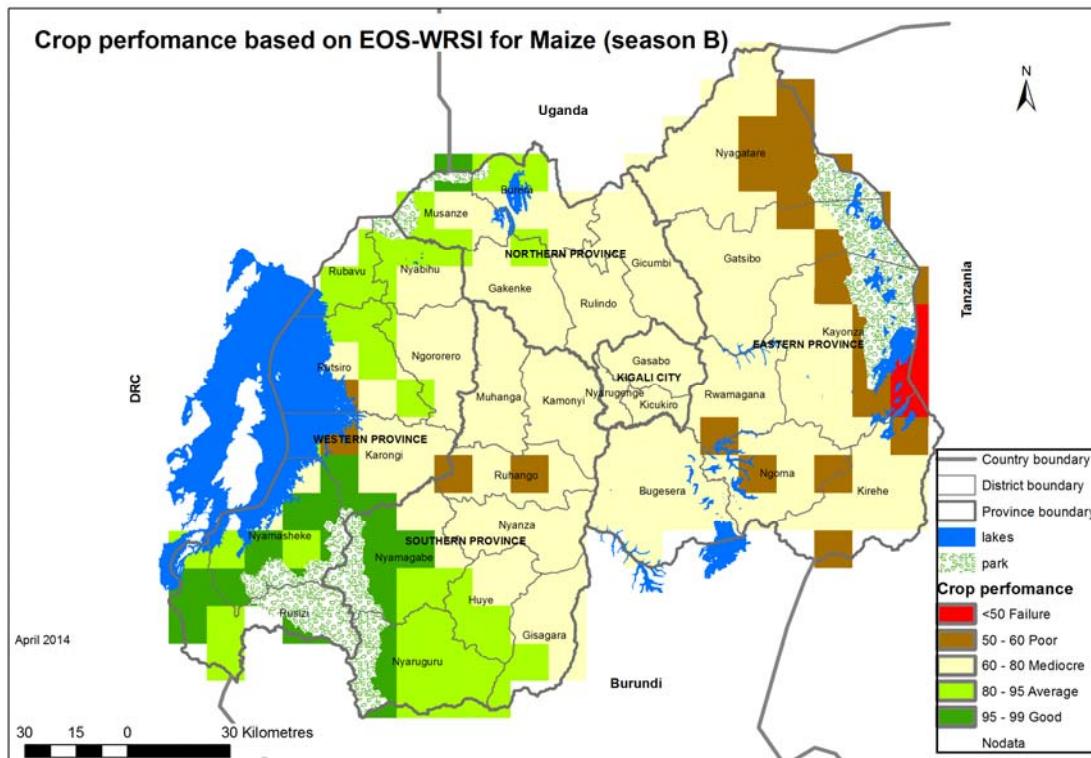 Crop perfomance based on EOS-WRSI for Maize (season B)
N
Uganda
Nyagatare
Burera
Musanze
NORTHERN PROVINCE
Gatsibo
Rubavu
Nyabihu
Gicumbi
Gakenke
Rulindo
Tanzania
Kayonza
EASTERN PROVINCE
Ngororero
Rutsiro
Gasabo
KIGALI CITY
DRC
Muhanga
Kamonyi
Nyarugenge
Kicukiro
Rwamagana
WESTERN PROVINCE
Karongi
Ruhango
Ngoma
Kirehe
Bugesera
Nyanza
Nyamasheke
SOUTHERN PROVINCE
Nyamagabe
Huye
Rusizi
Gisagara
Nyaruguru
Burundi
April 2014
30 15 0 30 Kilometres
Country boundary
District boundary
Province boundary
lakes
park
Crop perfomance
<50 Failure
50 - 60 Poor
60 - 80 Mediocre
80 - 95 Average
95 - 99 Good
Nodata